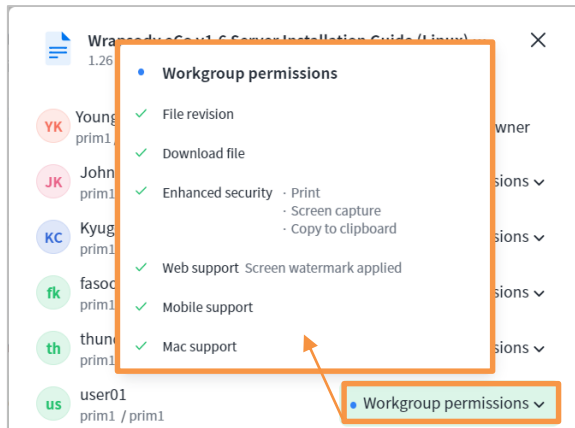 Wrapsody eCo v1.6 Server Installation Guide (Linux)
1.26
Workgroup permissions
File revision
Download file
Enhanced security · Print
· Screen capture
· Copy to clipboard
Web support Screen watermark applied
Mobile support
Mac support
YK Young wner
prim1
JK John sions
prim1
KC Kyug sions
prim1
fk fasoo sions
prim1
th thun sions
prim1
us user01 • Workgroup permissions
prim1 / prim1